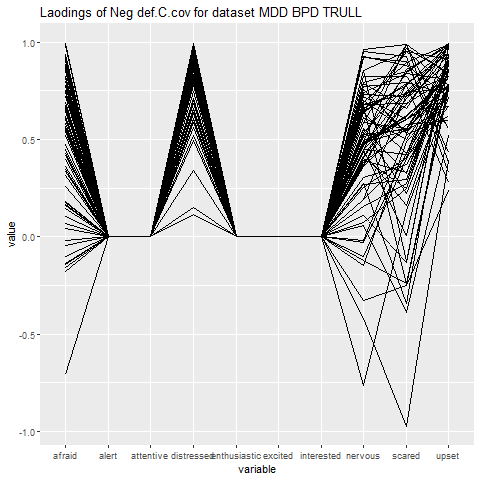 Laodings of Neg def.C.cov for dataset MDD BPD TRULL
1.0
0.5
0.0
-0.5
-1.0
value
afraid alert attentive distressed enthusiastic excited interested nervous scared upset
variable